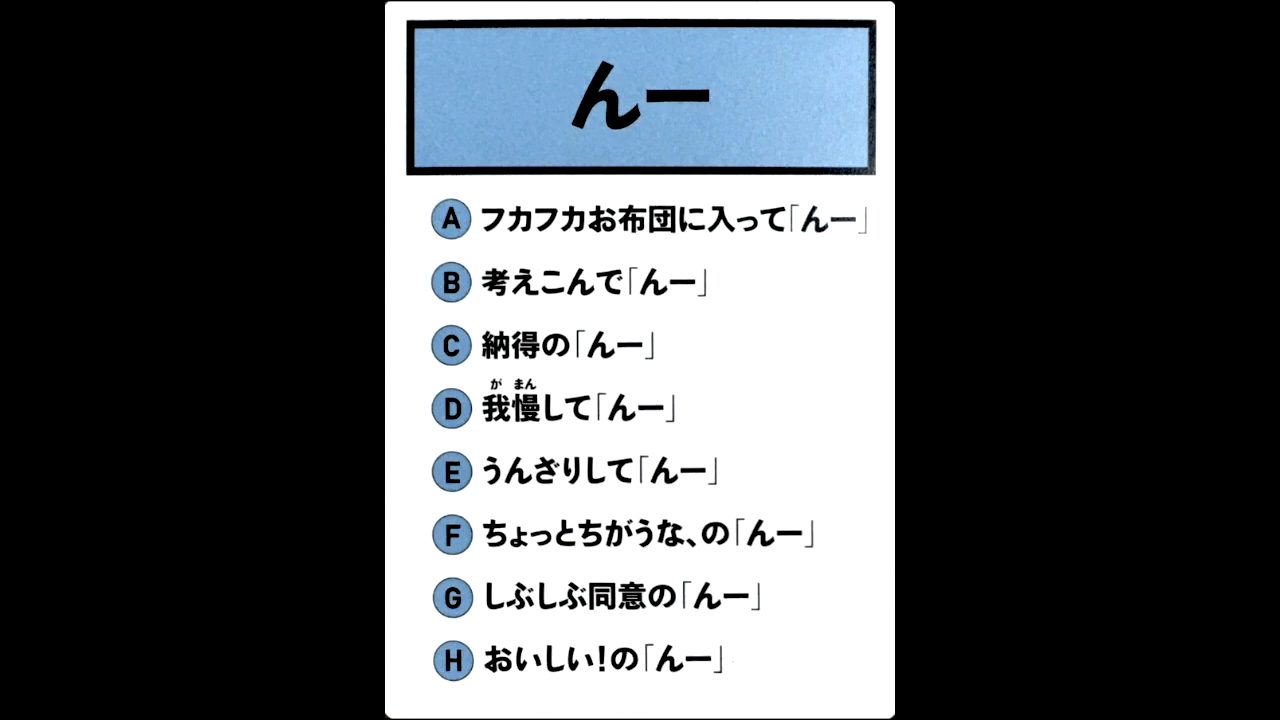 んー
A フカフカお布団に入って「んー」
B 考えこんで「んー」
C 納得の「んー」
が まん
D 我慢して「んー」
E うんざりして「んー」
F ちょっとちがうな、の「んー」
G しぶしぶ同意の「んー」
H おいしい!の「んー」